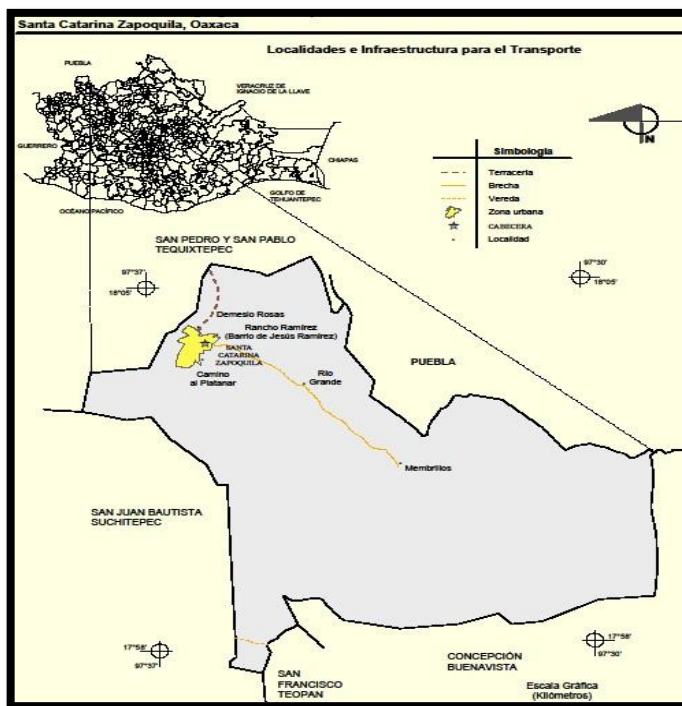 Santa Catarina Zapoquila, Oaxaca
Localidades e Infraestructura para el Transporte
PUEBLA
VERACRUZ DE
IGNACIO DE LA LLAVE
GUERRERO
CHIAPAS
GOLFO DE
TEHUANTEPEC
OCÉANO PACÍFICO
N
Simbología
Terracería
Brecha
Vereda
Zona urbana
CABECERA
Localidad
SAN PEDRO Y SAN PABLO
TEQUIXTEPEC
97°37'
18°05'
97°30'
18°05'
Demesio Rosas
Rancho Ramírez
(Barrio de Jesús Ramírez)
SANTA
CATARINA
ZAPOQUILA
Camino
al Platanar
Río
Grande
PUEBLA
Membrillos
SAN JUAN BAUTISTA
SUCHITEPEC
17°58'
97°37'
17°58'
97°30'
SAN
FRANCISCO
TEOPAN
CONCEPCIÓN
BUENAVISTA
Escala Gráfica
(Kilómetros)